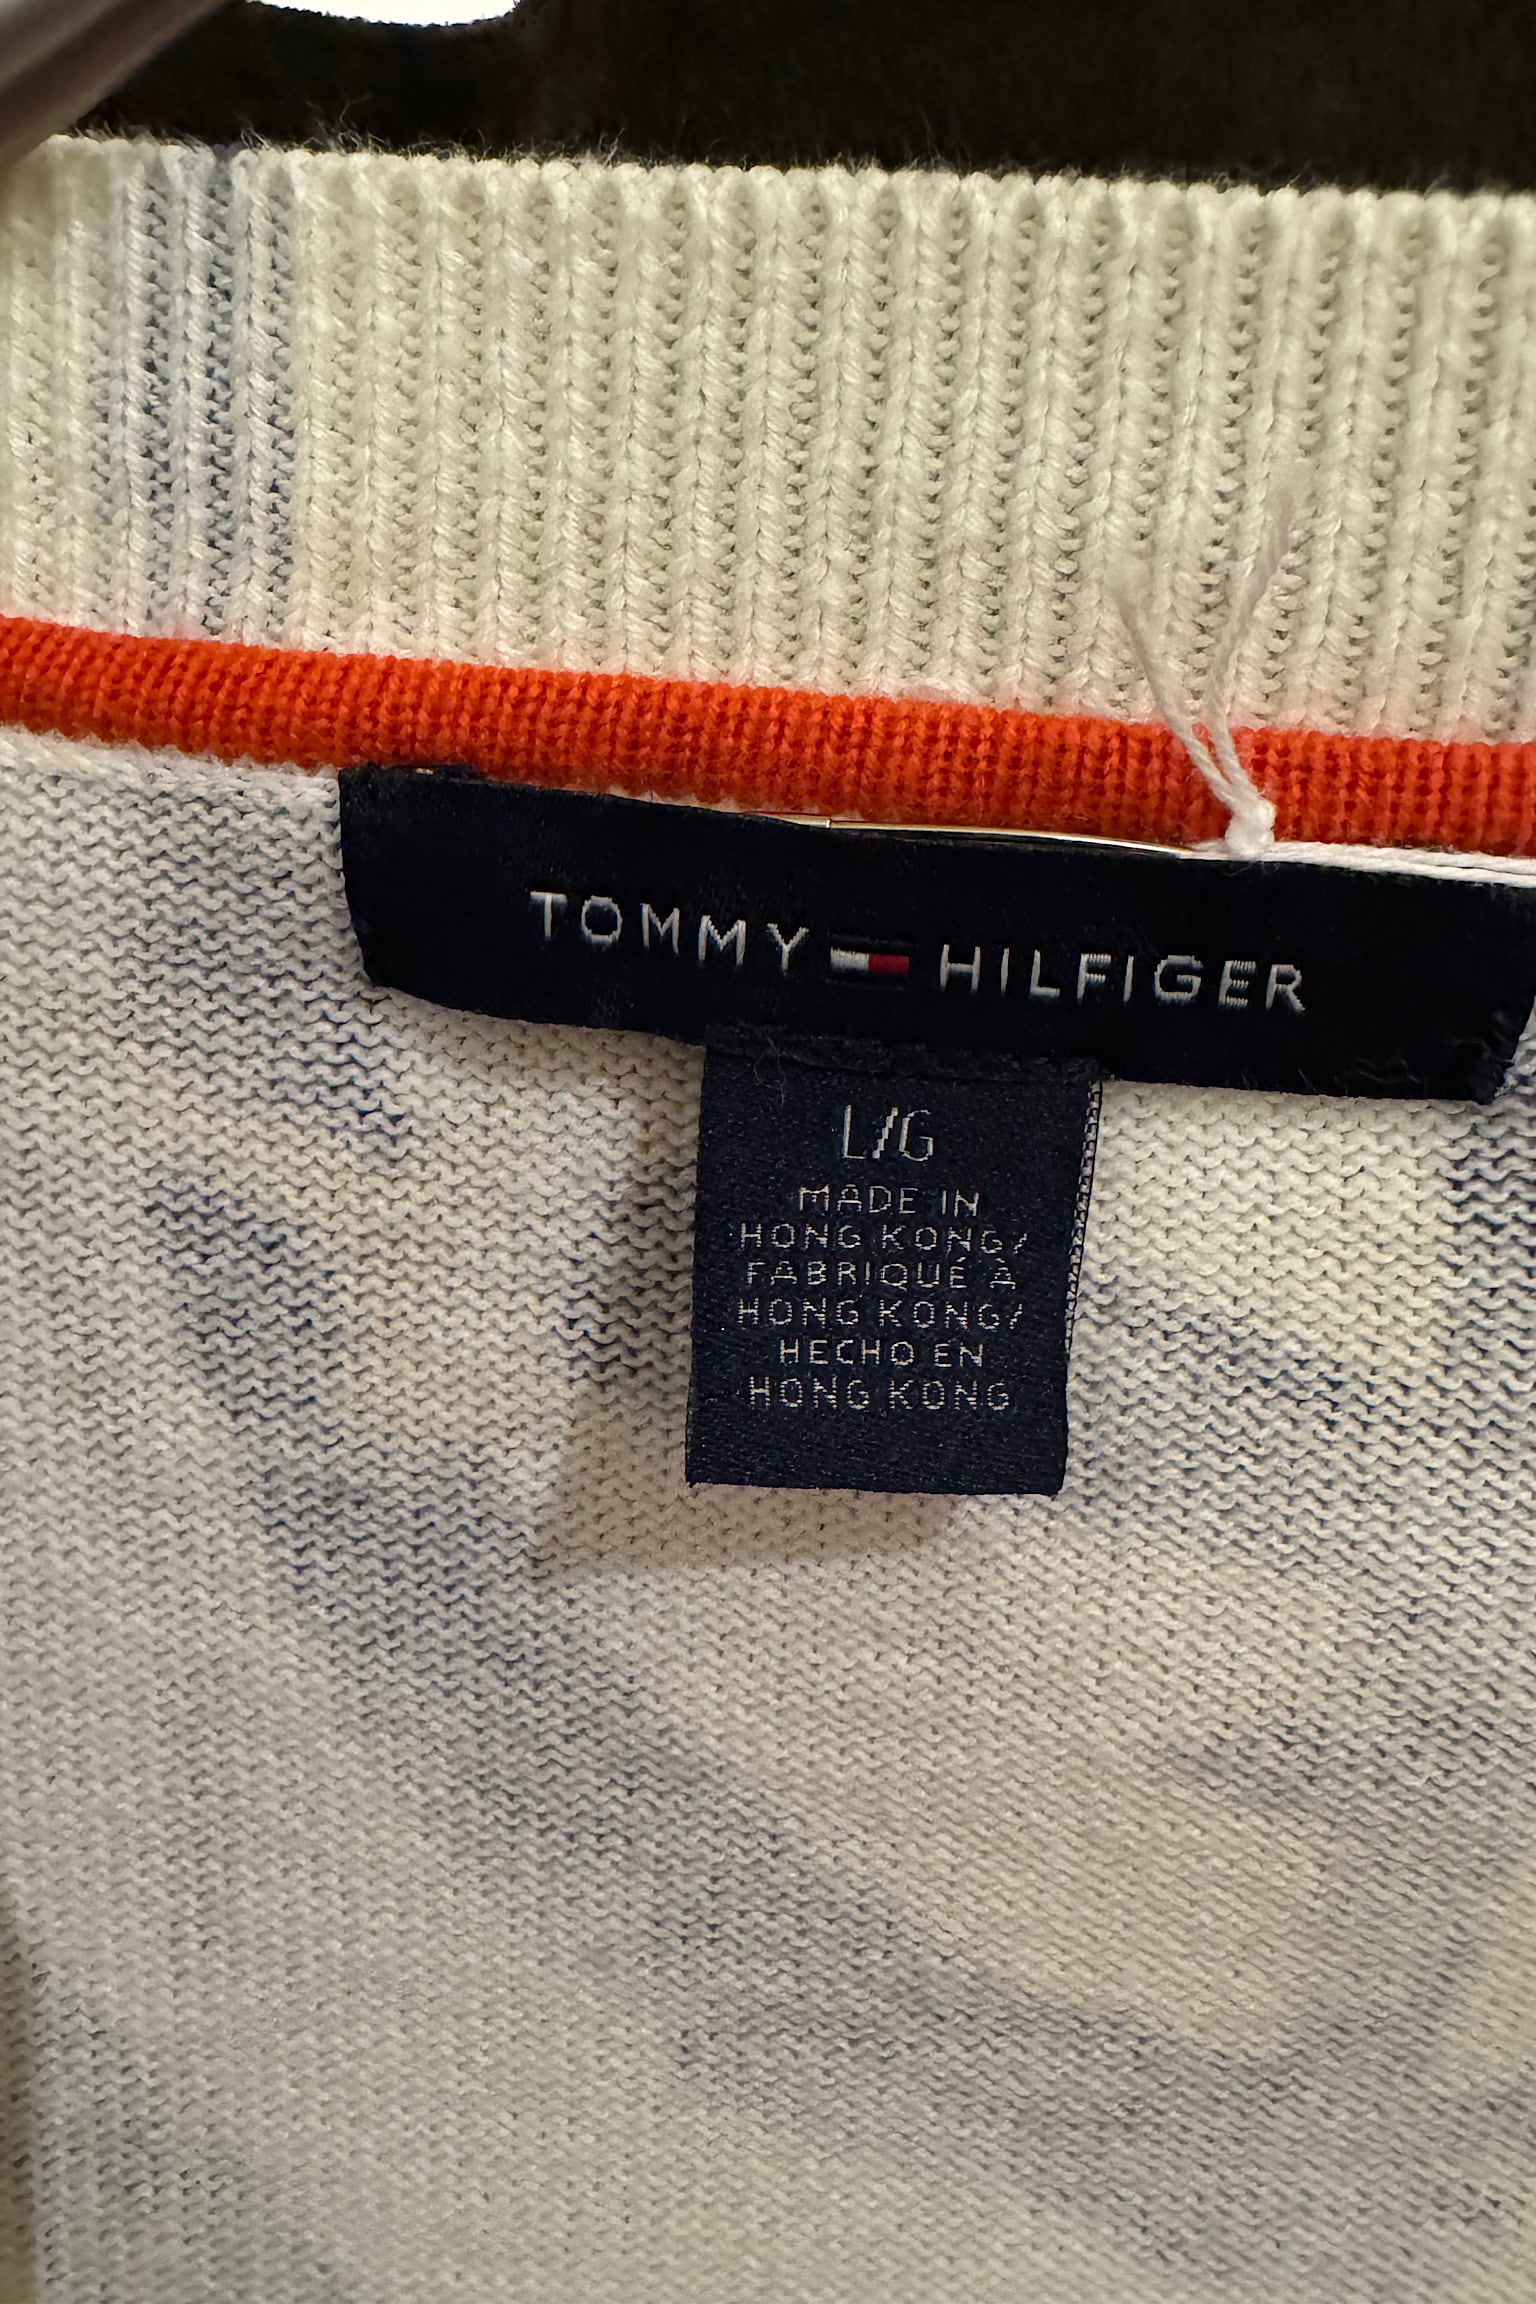 TOMMY HILFIGER
L/G
MADE IN
HONG KONG/
FABRIQUÉ À
HONG KONG/
HECHO EN
HONG KONG